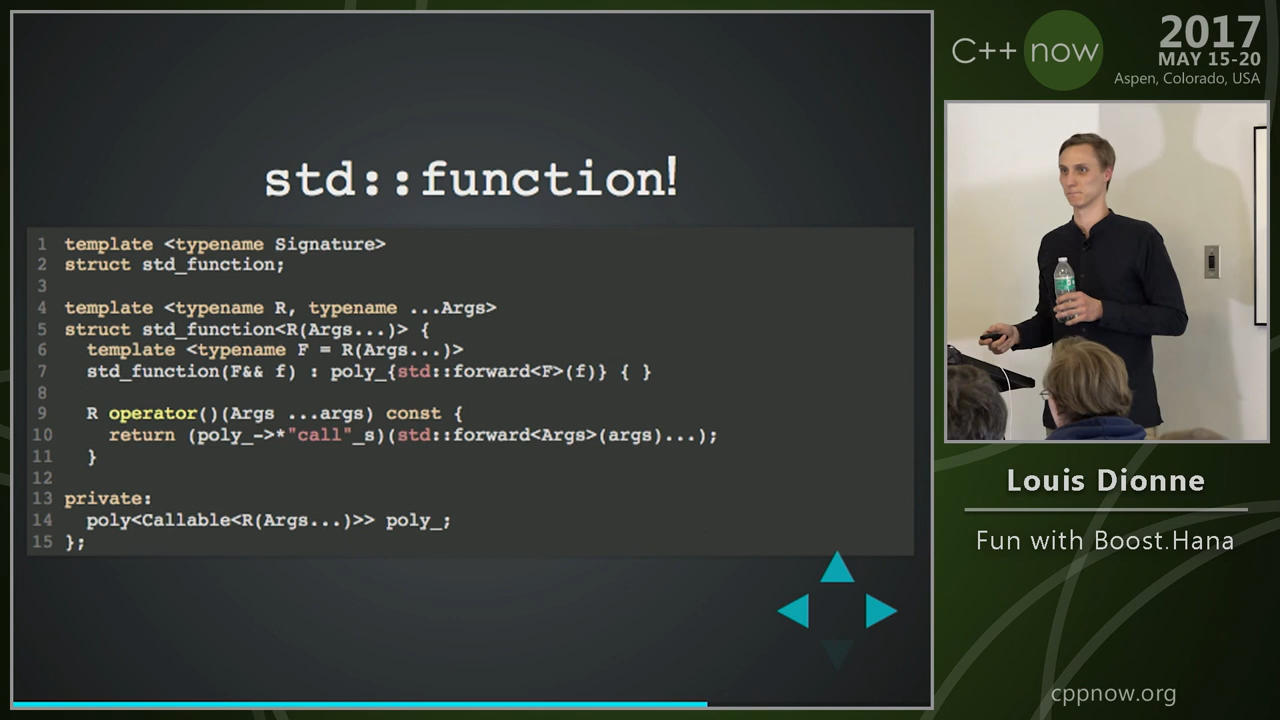 std::function!
1 template <typename Signature>
2 struct std_function;
3
4 template <typename R, typename ...Args>
5 struct std_function<R(Args...)> {
6   template <typename F = R(Args...)>
7   std_function(F&& f) : poly_{std::forward<F>(f)} { }
8
9   R operator()(Args ...args) const {
10     return (poly_->*"call"_s)(std::forward<Args>(args)...);
11   }
12
13 private:
14   poly<Callable<R(Args...)>> poly_;
15 };
C++ now
2017
MAY 15-20
Aspen, Colorado, USA
Louis Dionne
Fun with Boost.Hana
cppnow.org